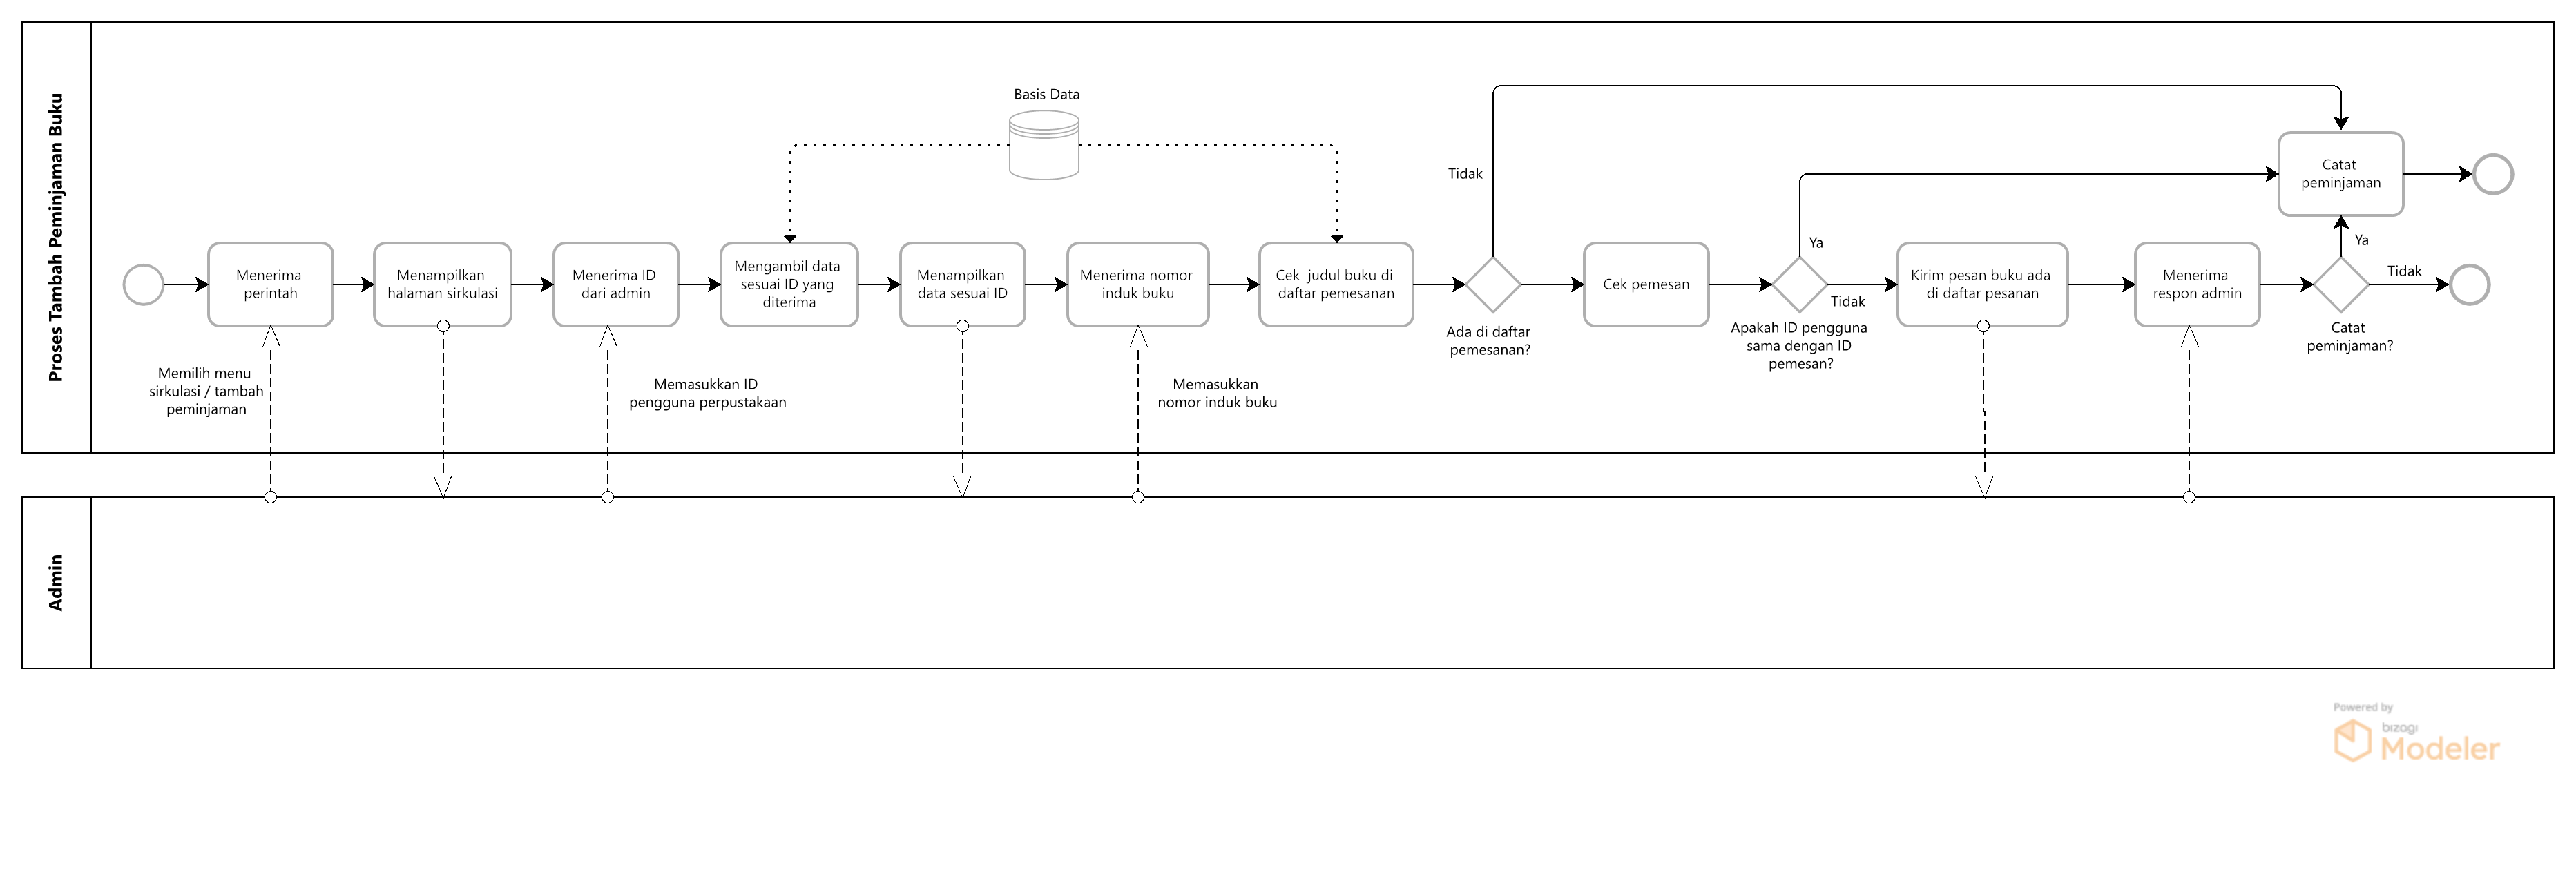 Proses Tambah Peminjaman Buku
Basis Data
Menerima
perintah
Menampilkan
halaman sirkulasi
Menerima ID
dari admin
Mengambil data
sesuai ID yang
diterima
Menampilkan
data sesuai ID
Menerima nomor
induk buku
Cek judul buku di
daftar pemesanan
Tidak
Ada di daftar
pemesanan?
Cek pemesan
Ya
Tidak
Apakah ID pengguna
sama dengan ID
pemesan?
Kirim pesan buku ada
di daftar pesanan
Menerima
respon admin
Catat
peminjaman
Ya
Tidak
Catat
peminjaman?
Memilih menu
sirkulasi / tambah
peminjaman
Memasukkan ID
pengguna perpustakaan
Memasukkan
nomor induk buku
Admin
Powered by
bizagi
Modeler